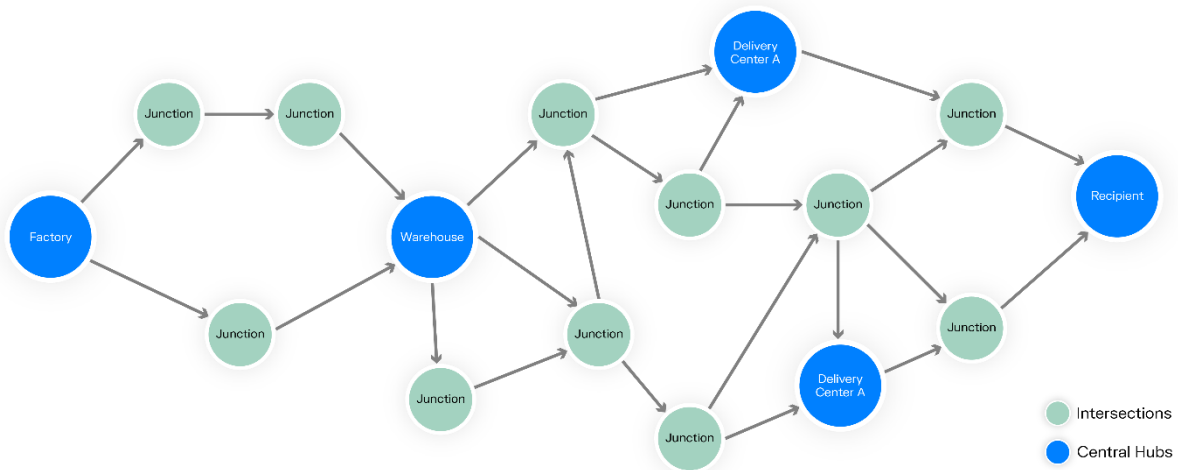 Delivery
Center A
Junction
Junction
Junction
Junction
Junction
Junction
Recipient
Factory
Warehouse
Junction
Junction
Junction
Delivery
Center A
Junction
Junction
Intersections
Central Hubs